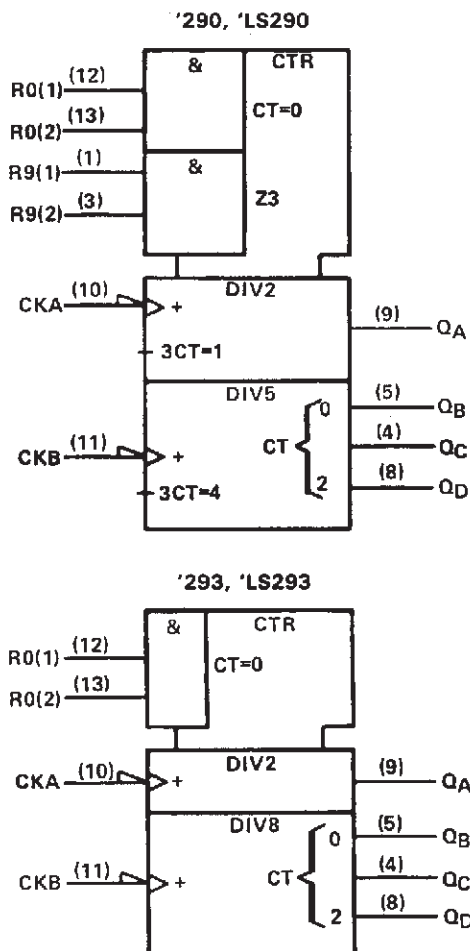 '290, 'LS290
& CTR
R0(1) (12)
CT=0
R0(2) (13)
R9(1) (1)
&
R9(2) (3)
Z3
DIV2
CKA (10) +
(9) QA
3CT=1
DIV5
0 (5) QB
CKB (11) + CT (4) QC
2 (8) QD
3CT=4
'293, 'LS293
& CTR
R0(1) (12)
CT=0
R0(2) (13)
DIV2
CKA (10) + (9) QA
DIV8
0 (5) QB
CKB (11) + CT (4) QC
2 (8) QD